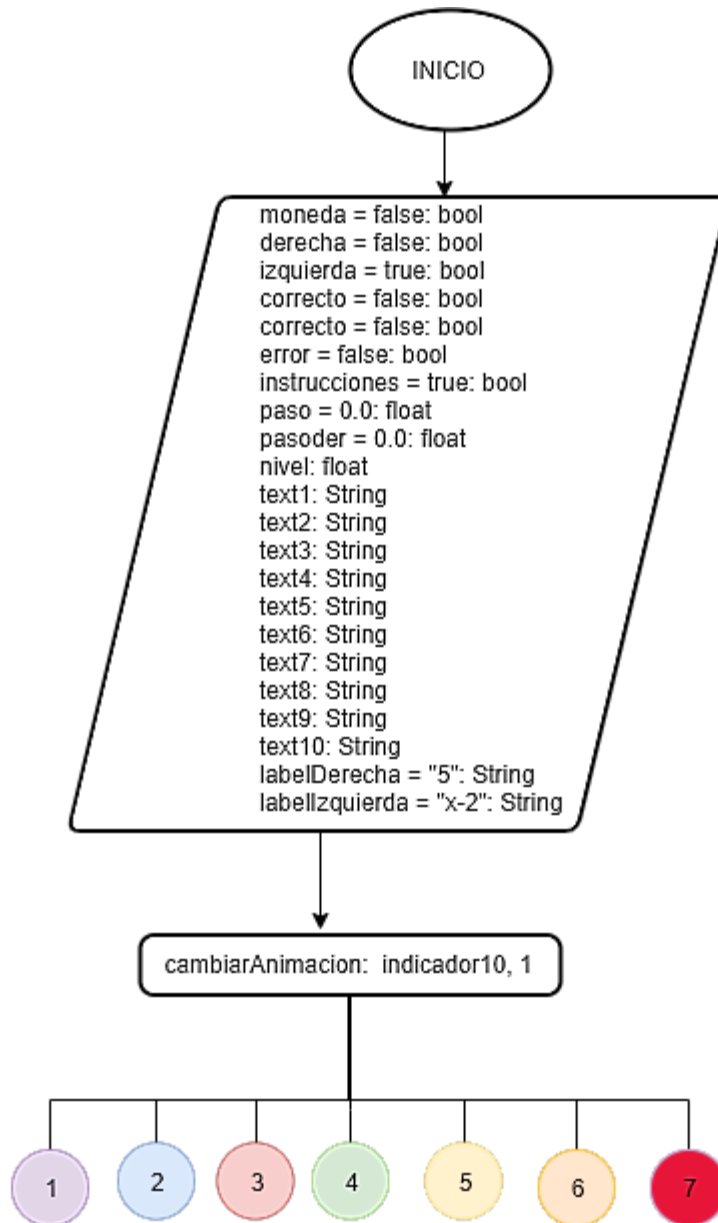 INICIO
moneda = false: bool
derecha = false: bool
izquierda = true: bool
correcto = false: bool
correcto = false: bool
error = false: bool
instrucciones = true: bool
paso = 0.0: float
pasoder = 0.0: float
nivel: float
text1: String
text2: String
text3: String
text4: String
text5: String
text6: String
text7: String
text8: String
text9: String
text10: String
labelDerecha = "5": String
labelIzquierda = "x-2": String
cambiarAnimacion: indicador10, 1
1 2 3 4 5 6 7